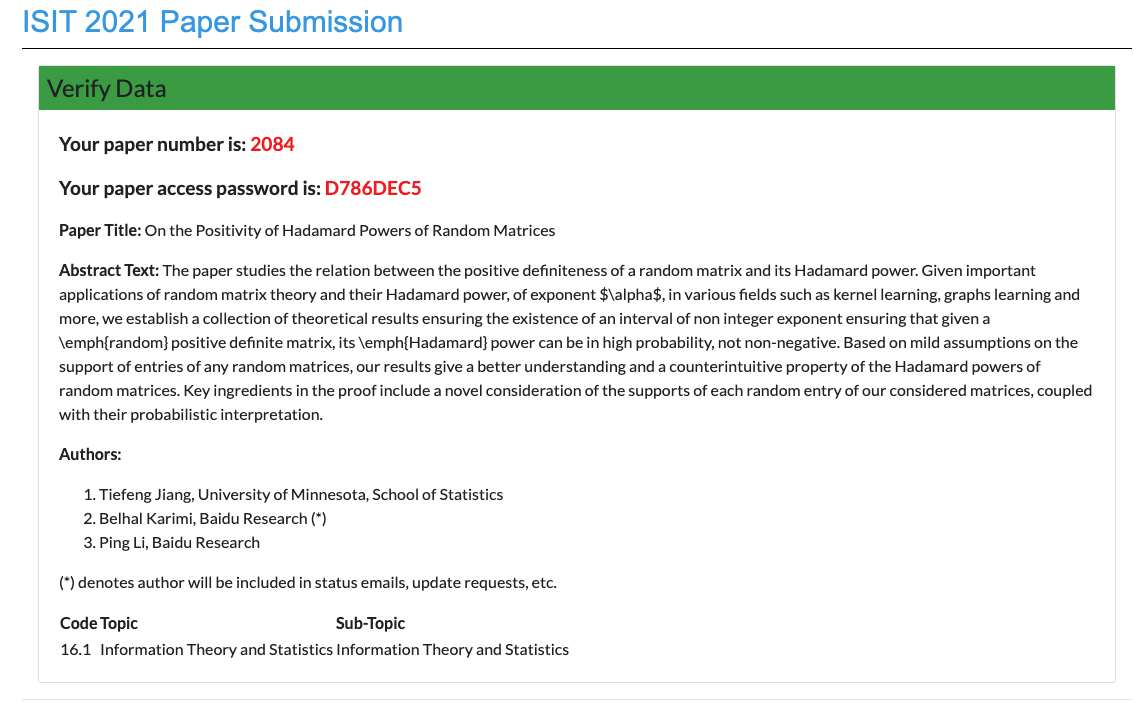 ISIT 2021 Paper Submission
Verify Data
Your paper number is: 2084
Your paper access password is: D786DEC5
Paper Title: On the Positivity of Hadamard Powers of Random Matrices
Abstract Text: The paper studies the relation between the positive definiteness of a random matrix and its Hadamard power. Given important
applications of random matrix theory and their Hadamard power, of exponent $\alpha$, in various fields such as kernel learning, graphs learning and
more, we establish a collection of theoretical results ensuring the existence of an interval of non integer exponent ensuring that given a
\emph{random} positive definite matrix, its \emph{Hadamard} power can be in high probability, not non-negative. Based on mild assumptions on the
support of entries of any random matrices, our results give a better understanding and a counterintuitive property of the Hadamard powers of
random matrices. Key ingredients in the proof include a novel consideration of the supports of each random entry of our considered matrices, coupled
with their probabilistic interpretation.
Authors:
1. Tiefeng Jiang, University of Minnesota, School of Statistics
2. Belhal Karimi, Baidu Research (*)
3. Ping Li, Baidu Research
(*) denotes author will be included in status emails, update requests, etc.
Code Topic Sub-Topic
16.1 Information Theory and Statistics Information Theory and Statistics